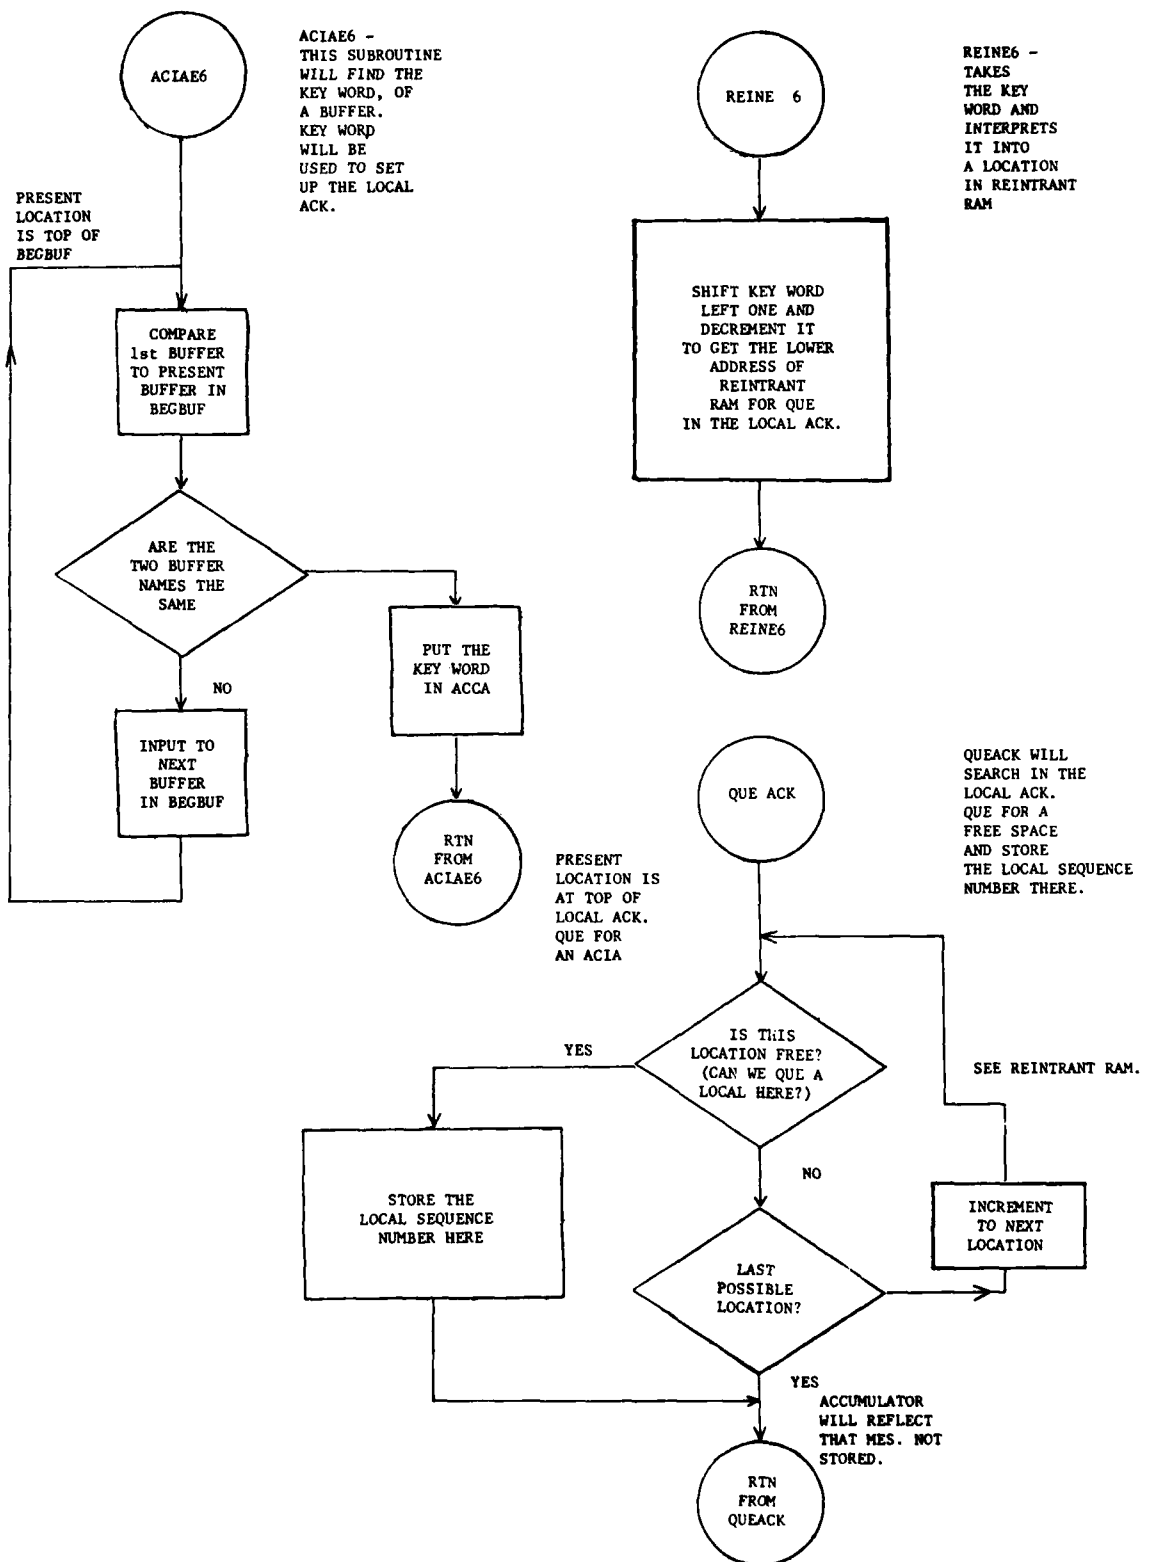 ACIAE6
ACIAE6 -
THIS SUBROUTINE
WILL FIND THE
KEY WORD, OF
A BUFFER.
KEY WORD
WILL BE
USED TO SET
UP THE LOCAL
ACK.
PRESENT
LOCATION
IS TOP OF
BEGBUF
COMPARE
1st BUFFER
TO PRESENT
BUFFER IN
BEGBUF
ARE THE
TWO BUFFER
NAMES THE
SAME
NO
INPUT TO
NEXT
BUFFER
IN BEGBUF
PUT THE
KEY WORD
IN ACCA
RTN
FROM
ACIAE6
REINE 6
REINE6 -
TAKES
THE KEY
WORD AND
INTERPRETS
IT INTO
A LOCATION
IN REINTRANT
RAM
SHIFT KEY WORD
LEFT ONE AND
DECREMENT IT
TO GET THE LOWER
ADDRESS OF
REINTRANT
RAM FOR QUE
IN THE LOCAL ACK.
RTN
FROM
REINE6
QUE ACK
QUEACK WILL
SEARCH IN THE
LOCAL ACK.
QUE FOR A
FREE SPACE
AND STORE
THE LOCAL SEQUENCE
NUMBER THERE.
PRESENT
LOCATION IS
AT TOP OF
LOCAL ACK.
QUE FOR
AN ACIA
IS THIS
LOCATION FREE?
(CAN WE QUE A
LOCAL HERE?)
YES
SEE REINTRANT RAM.
NO
STORE THE
LOCAL SEQUENCE
NUMBER HERE
INCREMENT
TO NEXT
LOCATION
LAST
POSSIBLE
LOCATION?
YES
ACCUMULATOR
WILL REFLECT
THAT MES. NOT
STORED.
RTN
FROM
QUEACK